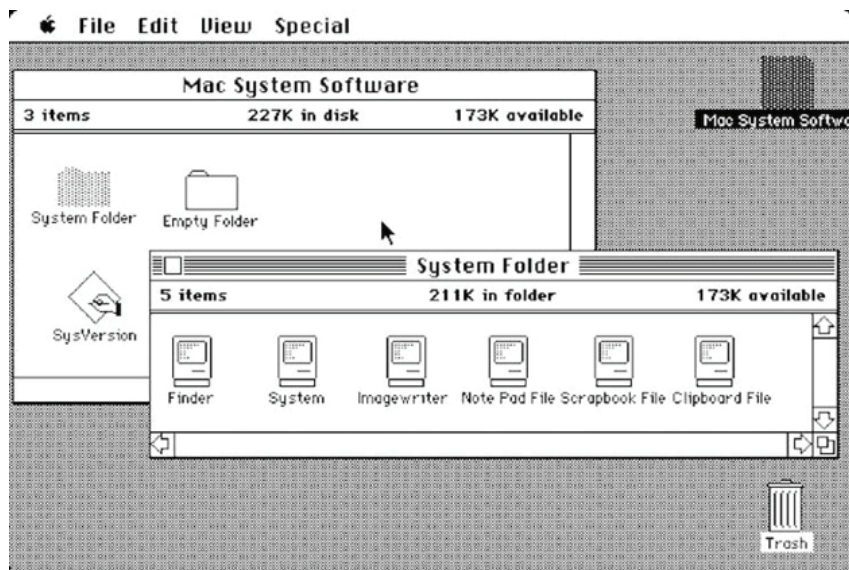 File Edit View Special
Mac System Software
3 items 227K in disk 173K available
Mac System Softwa
System Folder
Empty Folder
SysVersion
System Folder
5 items 211K in folder 173K available
Finder System Imagewriter Note Pad File Scrapbook File Clipboard File
Trash